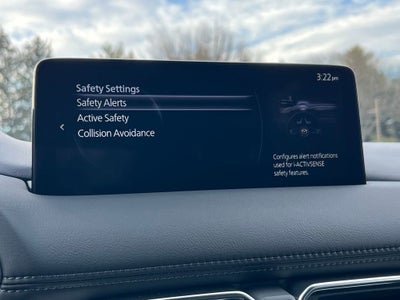 3:22 pm
Safety Settings
Safety Alerts
Active Safety
Collision Avoidance
Configures alert notifications
used for i-ACTIVSENSE
safety features.